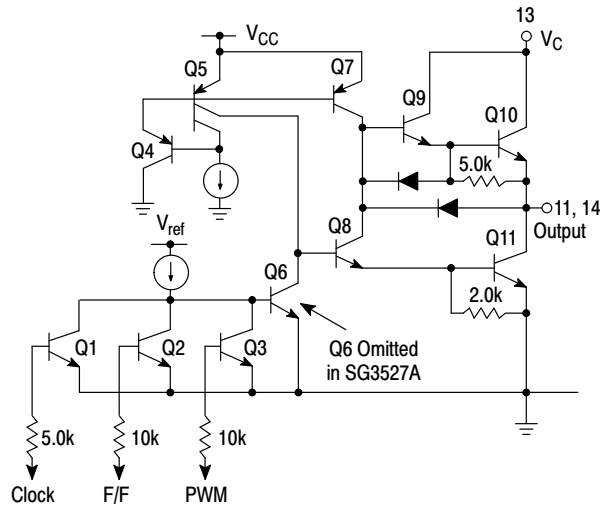 13
V_CC
V_C
Q5
Q7
Q9
Q10
Q4
5.0k
V_ref
Q8
11, 14
Output
Q6
Q11
2.0k
Q1
Q2
Q3
Q6 Omitted
in SG3527A
5.0k
10k
10k
Clock
F/F
PWM